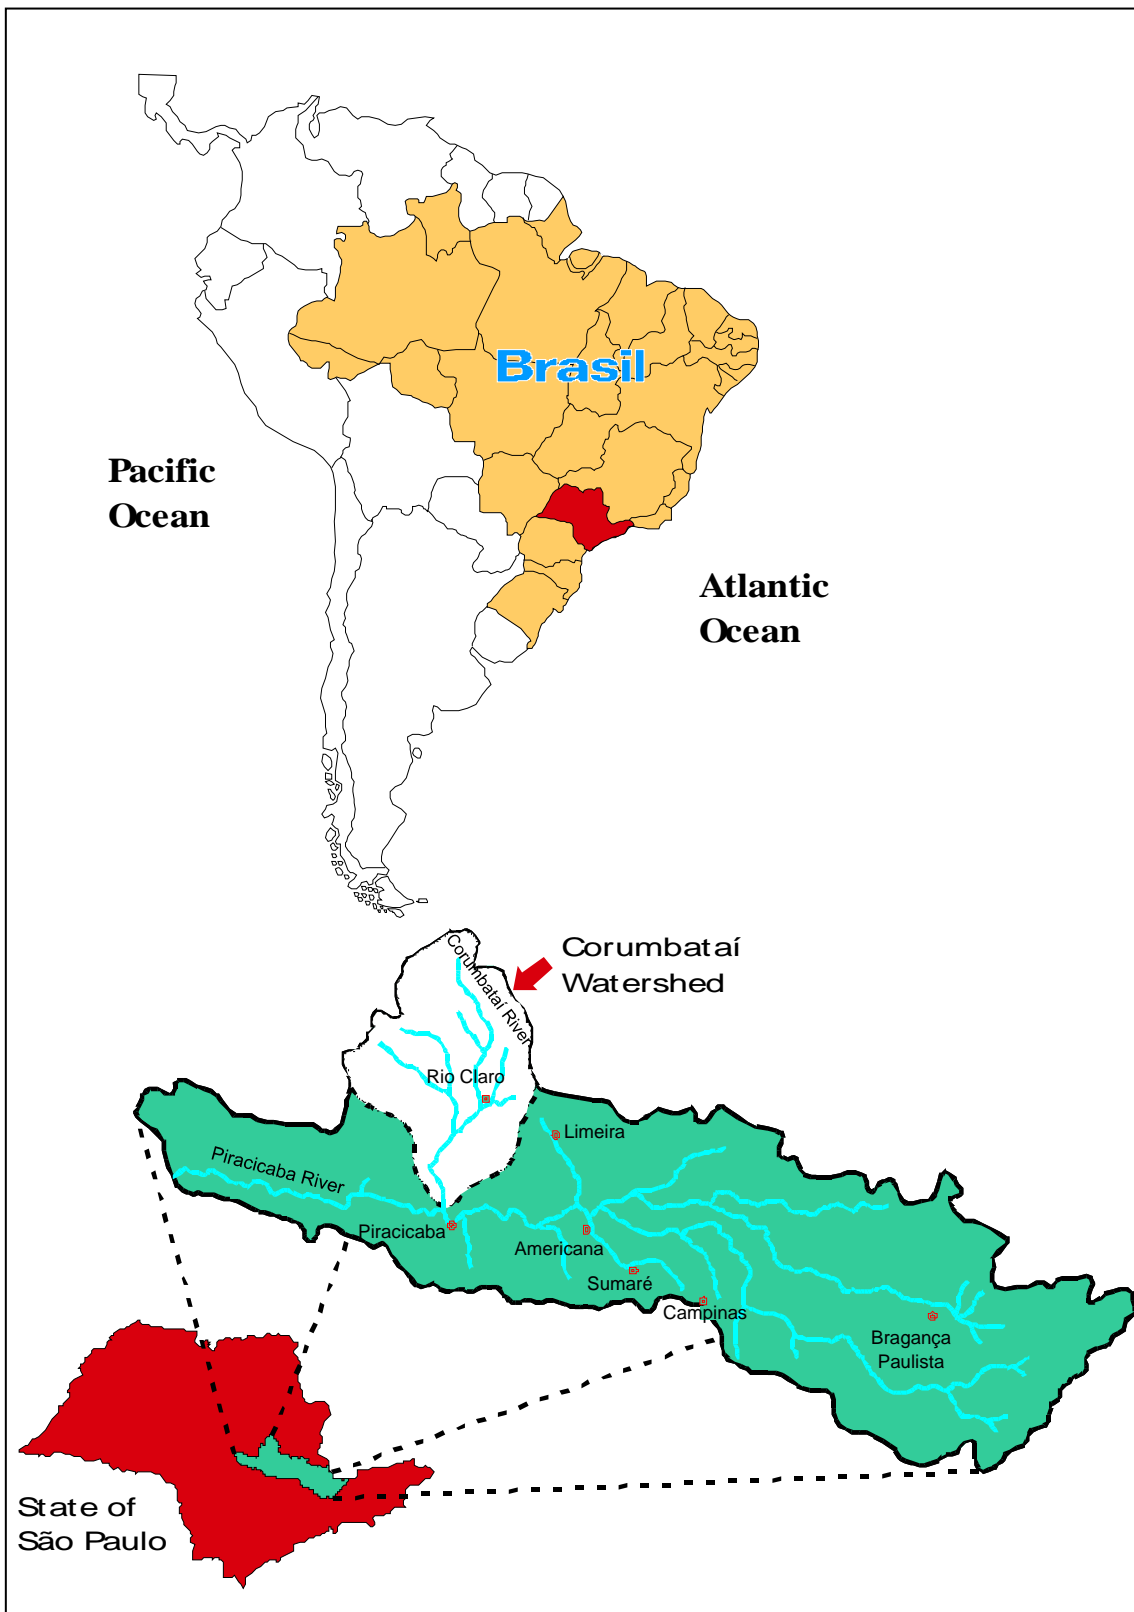 Brasil
Pacific
Ocean
Atlantic
Ocean
Corumbataí
Watershed
Corumbataí River
Rio Claro
Limeira
Piracicaba River
Piracicaba
Americana
Sumaré
Campinas
Bragança
Paulista
State of
São Paulo